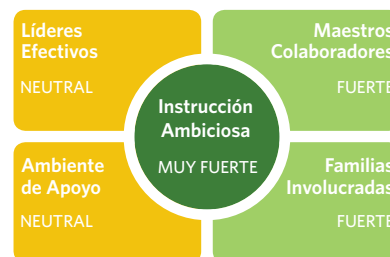 Líderes
Efectivos
NEUTRAL
Maestros
Colaboradores
FUERTE
Instrucción
Ambiciosa
MUY FUERTE
Ambiente
de Apoyo
NEUTRAL
Familias
Involucradas
FUERTE